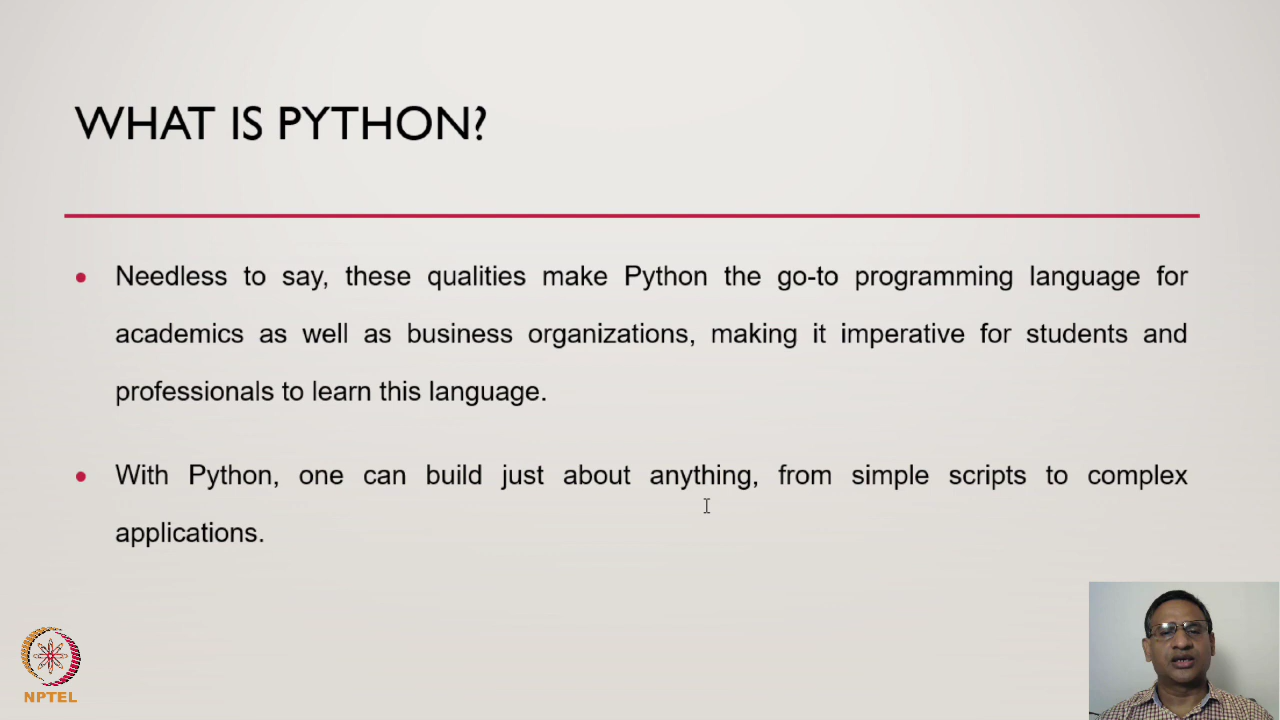 WHAT IS PYTHON?
Needless to say, these qualities make Python the go-to programming language for
academics as well as business organizations, making it imperative for students and
professionals to learn this language.
With Python, one can build just about anything, from simple scripts to complex
applications.
NPTEL